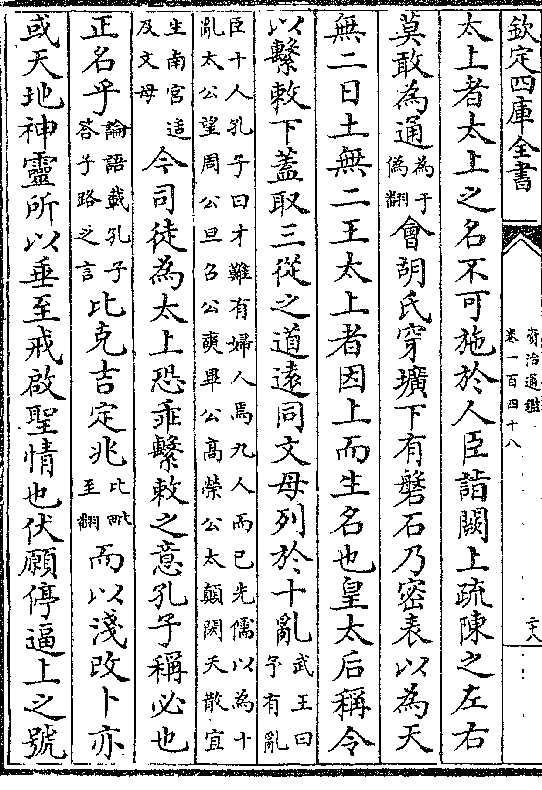 欽定四庫全書
資治通鑑
卷一百四十八
太上者太上之名不可施於人臣詣闕上疏陳之左右
莫敢為通為于偽翻會胡氏穿壙下有磐石乃密表以為天
無二日土無二王太上者因上而生名也皇太后稱令
以繫敕下蓋取三從之道遠同文母列於十亂武王曰予有亂
臣十人孔子曰才難有婦人焉九人而已先儒以為十
亂太公望周公旦召公奭畢公高榮公太顛閎夭散宜
生南宮适及文母今司徒為太上恐乖繫敕之意孔子稱必也
正名乎論語載孔子答子路之言比克吉定兆比毗至翻而以淺改卜亦
或天地神靈所以垂至戒啟聖情也伏願停逼上之號